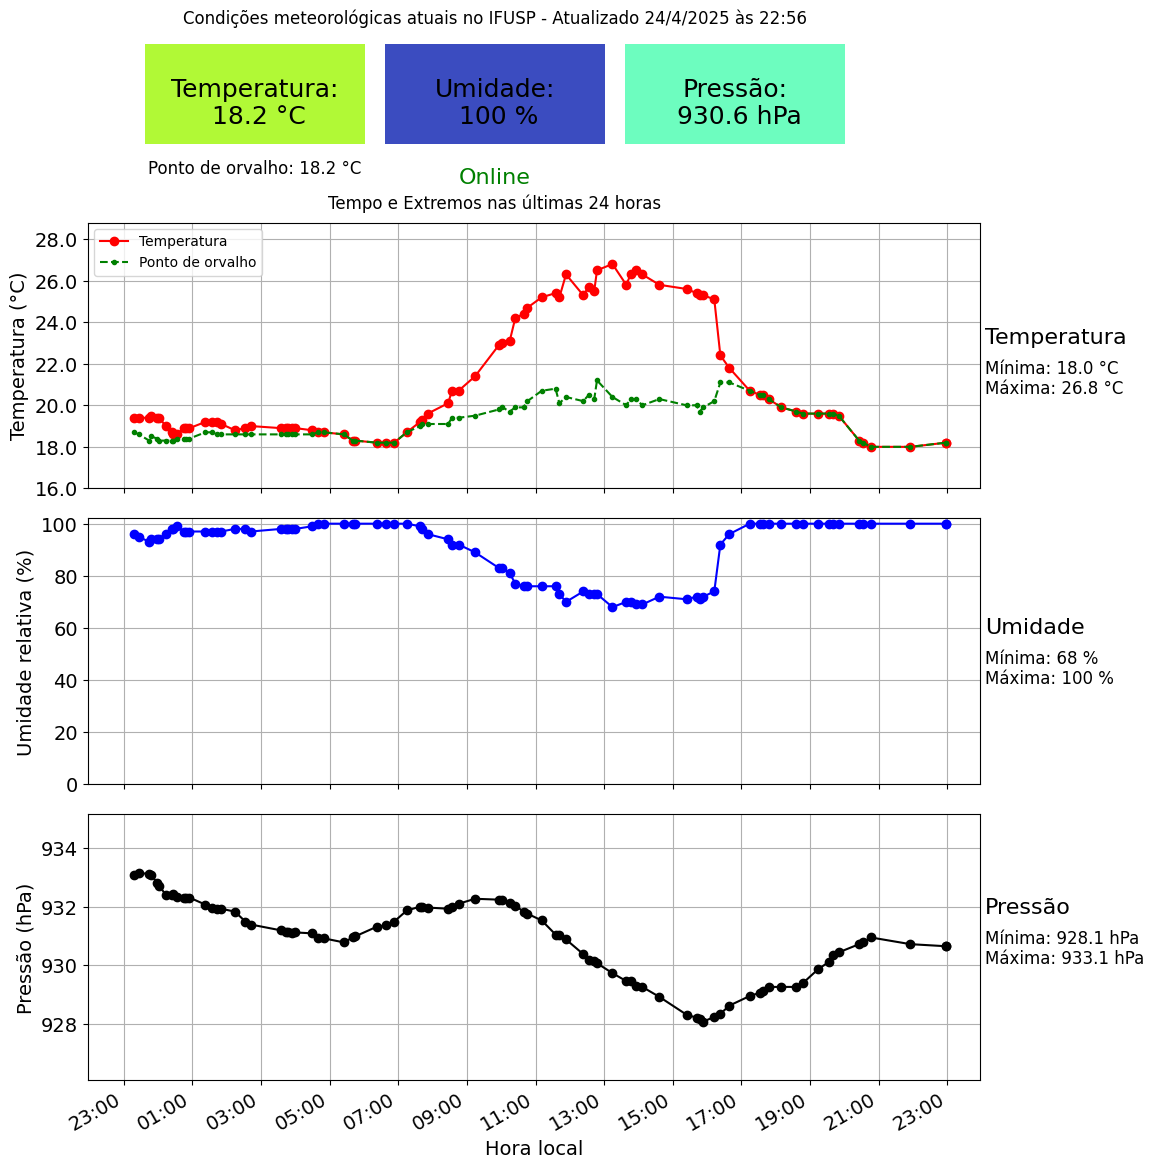 Condições meteorológicas atuais no IFUSP - Atualizado 24/4/2025 às 22:56
Temperatura:
18.2 °C
Umidade:
100 %
Pressão:
930.6 hPa
Ponto de orvalho: 18.2 °C
Online
Tempo e Extremos nas últimas 24 horas
Temperatura (°C)
28.0
26.0
24.0
22.0
20.0
18.0
16.0
Temperatura
Ponto de orvalho
Temperatura
Mínima: 18.0 °C
Máxima: 26.8 °C
Umidade relativa (%)
100
80
60
40
20
0
Umidade
Mínima: 68 %
Máxima: 100 %
Pressão (hPa)
934
932
930
928
Pressão
Mínima: 928.1 hPa
Máxima: 933.1 hPa
23:00
01:00
03:00
05:00
07:00
09:00
11:00
13:00
15:00
17:00
19:00
21:00
23:00
Hora local